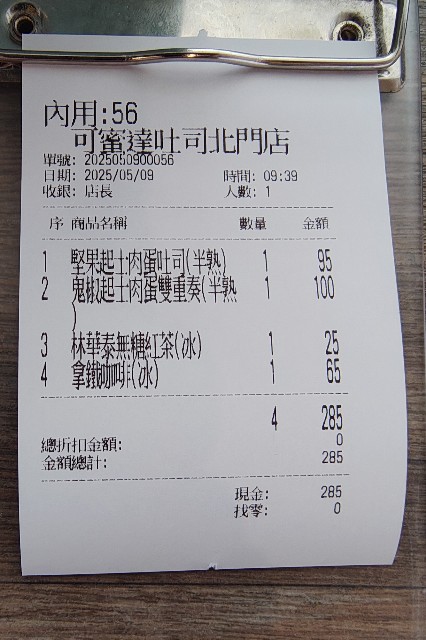 內用:56
可蜜達吐司北門店
單號: 2025050900056
日期: 2025/05/09 時間: 09:39
收銀: 店長 人數: 1
序 商品名稱 數量 金額
1 堅果起士肉蛋吐司(半熟) 1 95
2 鬼椒起士肉蛋雙重奏(半熟 1 100
)
3 林華泰無糖紅茶(冰) 1 25
4 拿鐵咖啡(冰) 1 65
4 285
總折扣金額: 0
金額總計: 285
現金: 285
找零: 0